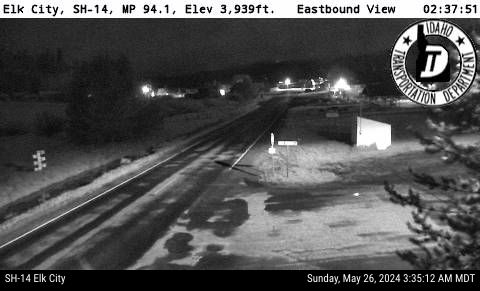 Elk City, SH-14, MP 94.1, Elev 3,939ft.   Eastbound View   02:37:51
IDAHO
TRANSPORTATION DEPARTMENT
SH-14 Elk City   Sunday, May 26, 2024 3:35:12 AM MDT